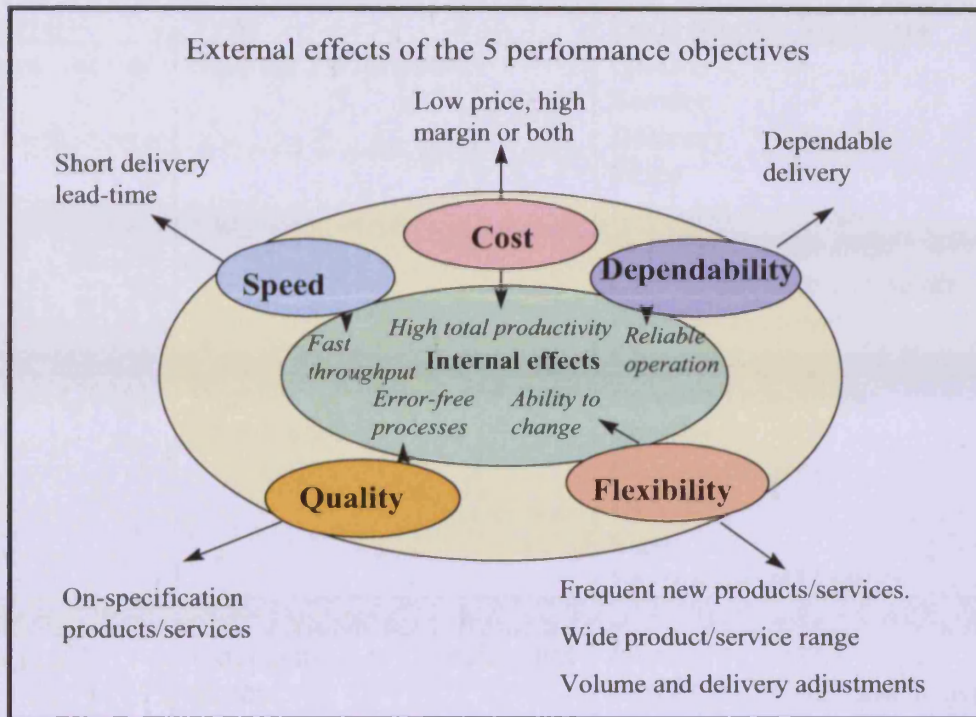 External effects of the 5 performance objectives
Low price, high
margin or both
Short delivery
lead-time
Dependable
delivery
Cost
Speed
Dependability
High total productivity
Fast
throughput
Internal effects
Reliable
operation
Error-free
processes
Ability to
change
Quality
Flexibility
On-specification
products/services
Frequent new products/services.
Wide product/service range
Volume and delivery adjustments